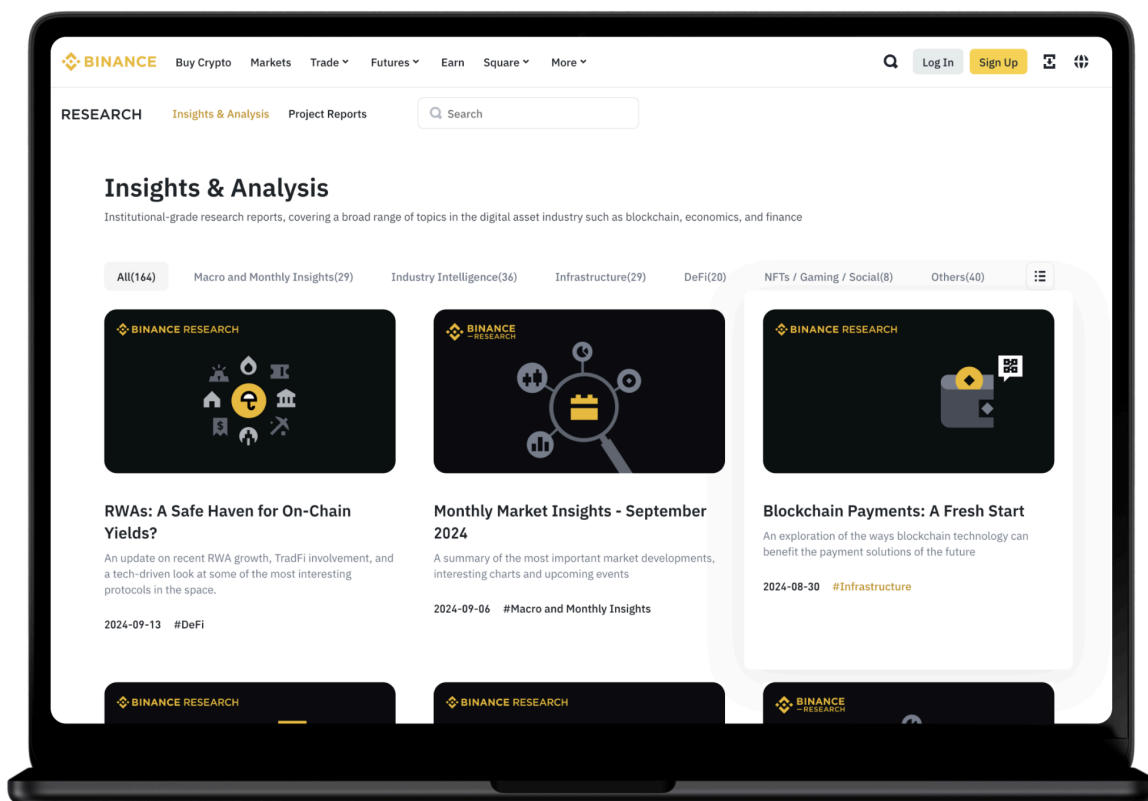 BINANCE Buy Crypto Markets Trade Futures Earn Square More Log In Sign Up
RESEARCH Insights & Analysis Project Reports Search
Insights & Analysis
Institutional-grade research reports, covering a broad range of topics in the digital asset industry such as blockchain, economics, and finance
All(164) Macro and Monthly Insights(29) Industry Intelligence(36) Infrastructure(29) DeFi(20) NFTs / Gaming / Social(8) Others(40)
BINANCE RESEARCH
$
RWAs: A Safe Haven for On-Chain
Yields?
An update on recent RWA growth, TradFi involvement, and
a tech-driven look at some of the most interesting
protocols in the space.
2024-09-13 #DeFi
BINANCE
RESEARCH
Monthly Market Insights - September
2024
A summary of the most important market developments,
interesting charts and upcoming events
2024-09-06 #Macro and Monthly Insights
BINANCE RESEARCH
Blockchain Payments: A Fresh Start
An exploration of the ways blockchain technology can
benefit the payment solutions of the future
2024-08-30 #Infrastructure
BINANCE RESEARCH
BINANCE RESEARCH
BINANCE
RESEARCH